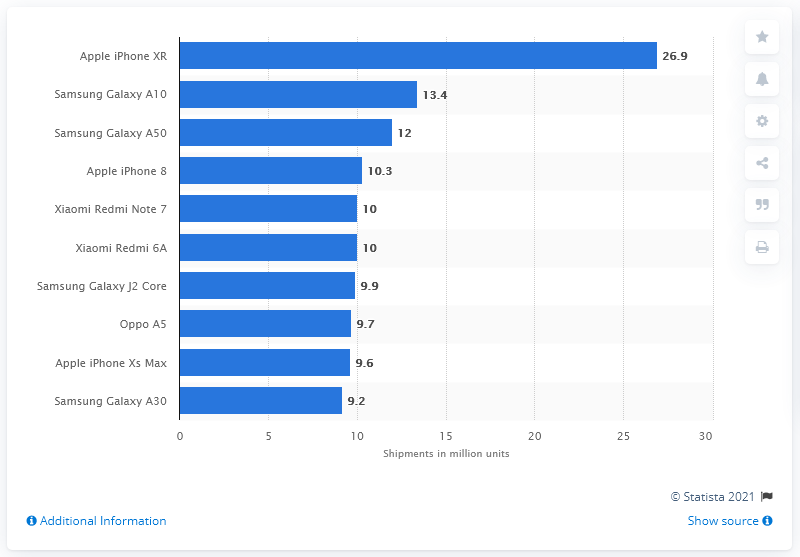 Apple iPhone XR 26.9
Samsung Galaxy A10 13.4
Samsung Galaxy A50 12
Apple iPhone 8 10.3
Xiaomi Redmi Note 7 10
Xiaomi Redmi 6A 10
Samsung Galaxy J2 Core 9.9
Oppo A5 9.7
Apple iPhone Xs Max 9.6
Samsung Galaxy A30 9.2
0 5 10 15 20 25 30
Shipments in million units
© Statista 2021
Additional Information Show source